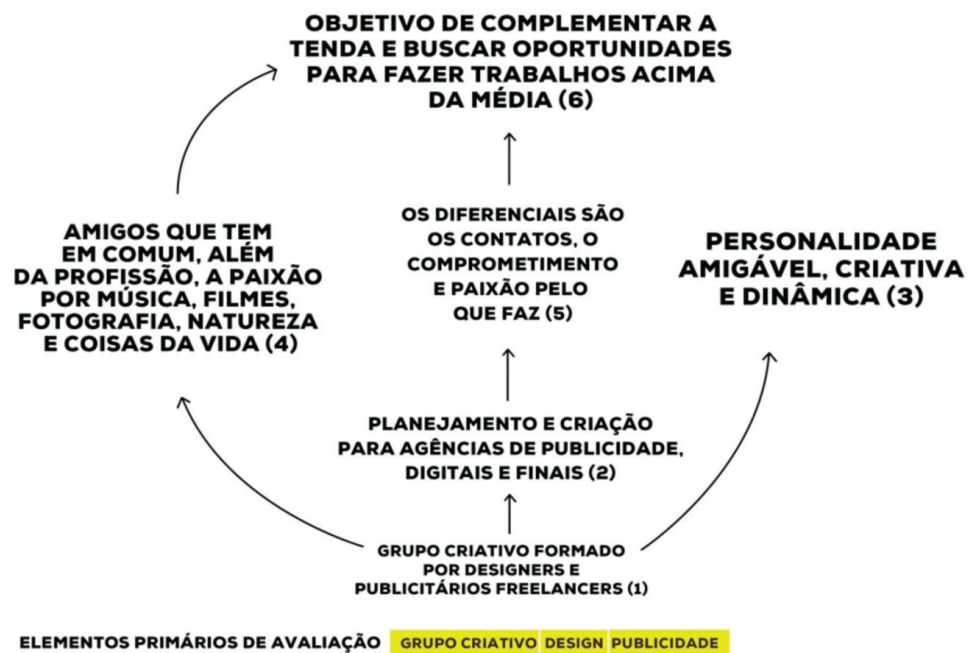 OBJETIVO DE COMPLEMENTAR A
TENDA E BUSCAR OPORTUNIDADES
PARA FAZER TRABALHOS ACIMA
DA MÉDIA (6)
AMIGOS QUE TEM
EM COMUM, ALÉM
DA PROFISSÃO, A PAIXÃO
POR MÚSICA, FILMES,
FOTOGRAFIA, NATUREZA
E COISAS DA VIDA (4)
OS DIFERENCIAIS SÃO
OS CONTATOS, O
COMPROMETIMENTO
E PAIXÃO PELO
QUE FAZ (5)
PERSONALIDADE
AMIGÁVEL, CRIATIVA
E DINÂMICA (3)
PLANEJAMENTO E CRIAÇÃO
PARA AGÊNCIAS DE PUBLICIDADE,
DIGITAIS E FINAIS (2)
GRUPO CRIATIVO FORMADO
POR DESIGNERS E
PUBLICITÁRIOS FREELANCERS (1)
ELEMENTOS PRIMÁRIOS DE AVALIAÇÃO GRUPO CRIATIVO DESIGN PUBLICIDADE